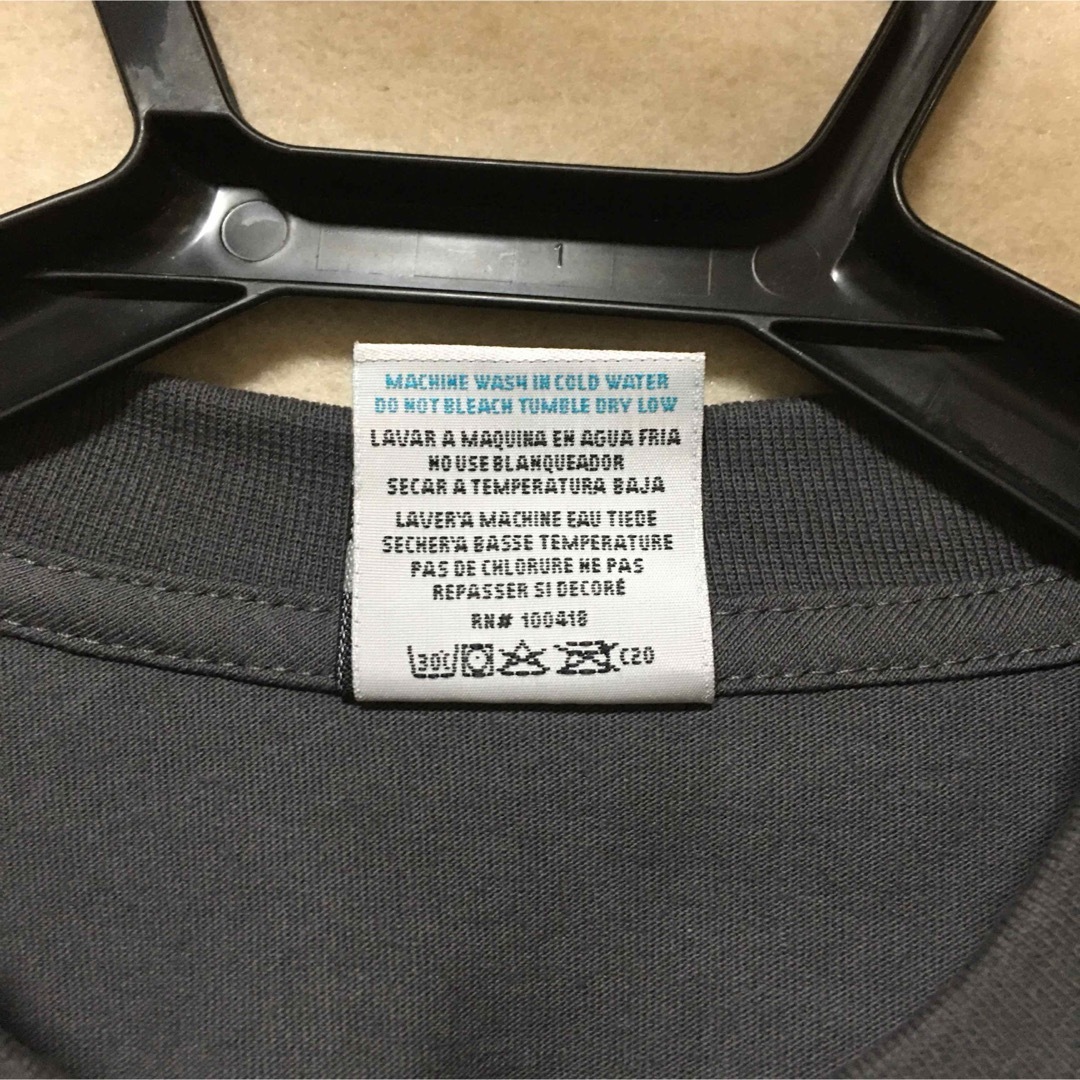 1
MACHINE WASH IN COLD WATER
DO NOT BLEACH TUMBLE DRY LOW
LAVAR A MAQUINA EN AGUA FRIA
NO USE BLANQUEADOR
SECAR A TEMPERATURA BAJA
LAVER'A MACHINE EAU TIEDE
SECHER'A BASSE TEMPERATURE
PAS DE CHLORURE NE PAS
REPASSER SI DECORÉ
RN# 100418
30℃ C20